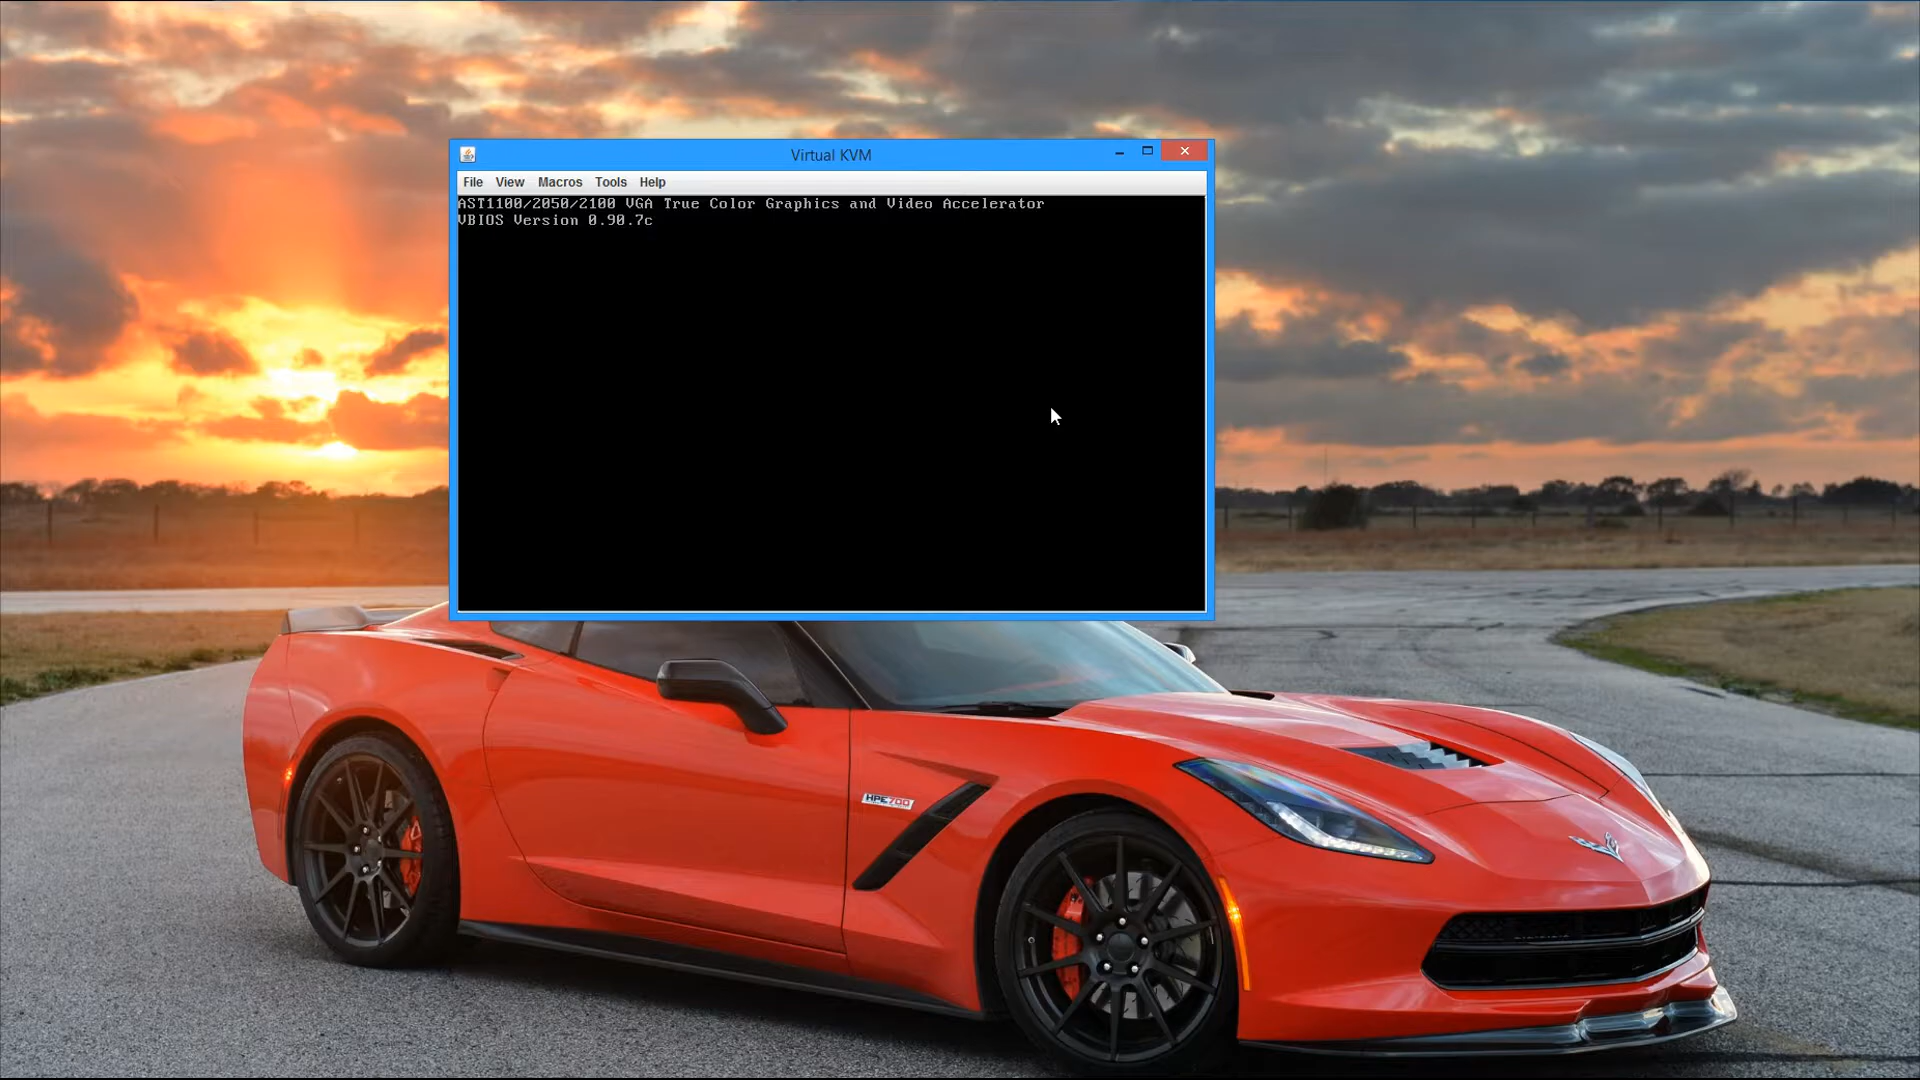 Virtual KVM
File View Macros Tools Help
AST1100/2050/2100 VGA True Color Graphics and Video Accelerator
VBIOS Version 0.90.7c
HPE700